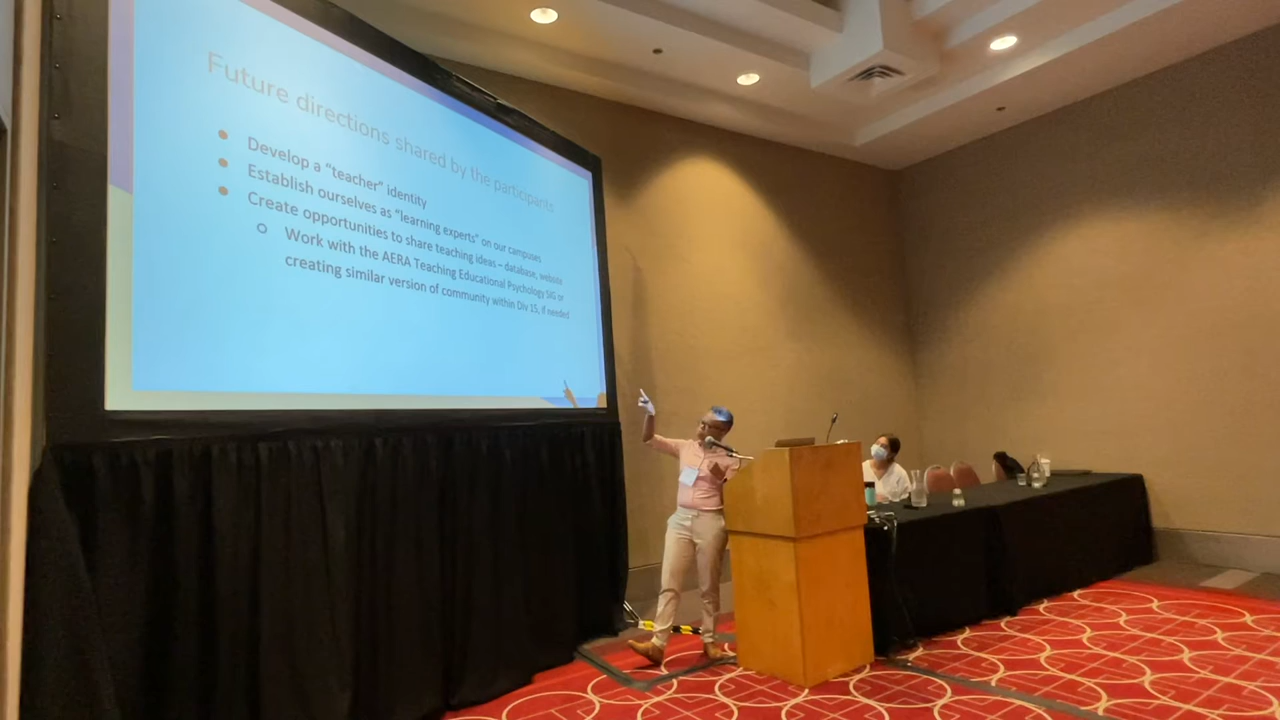 Future directions shared by the participants
Develop a “teacher” identity
Establish ourselves as “learning experts” on our campuses
Create opportunities to share teaching ideas – database, website
Work with the AERA Teaching Educational Psychology SIG or
creating similar version of community within Div 15, if needed